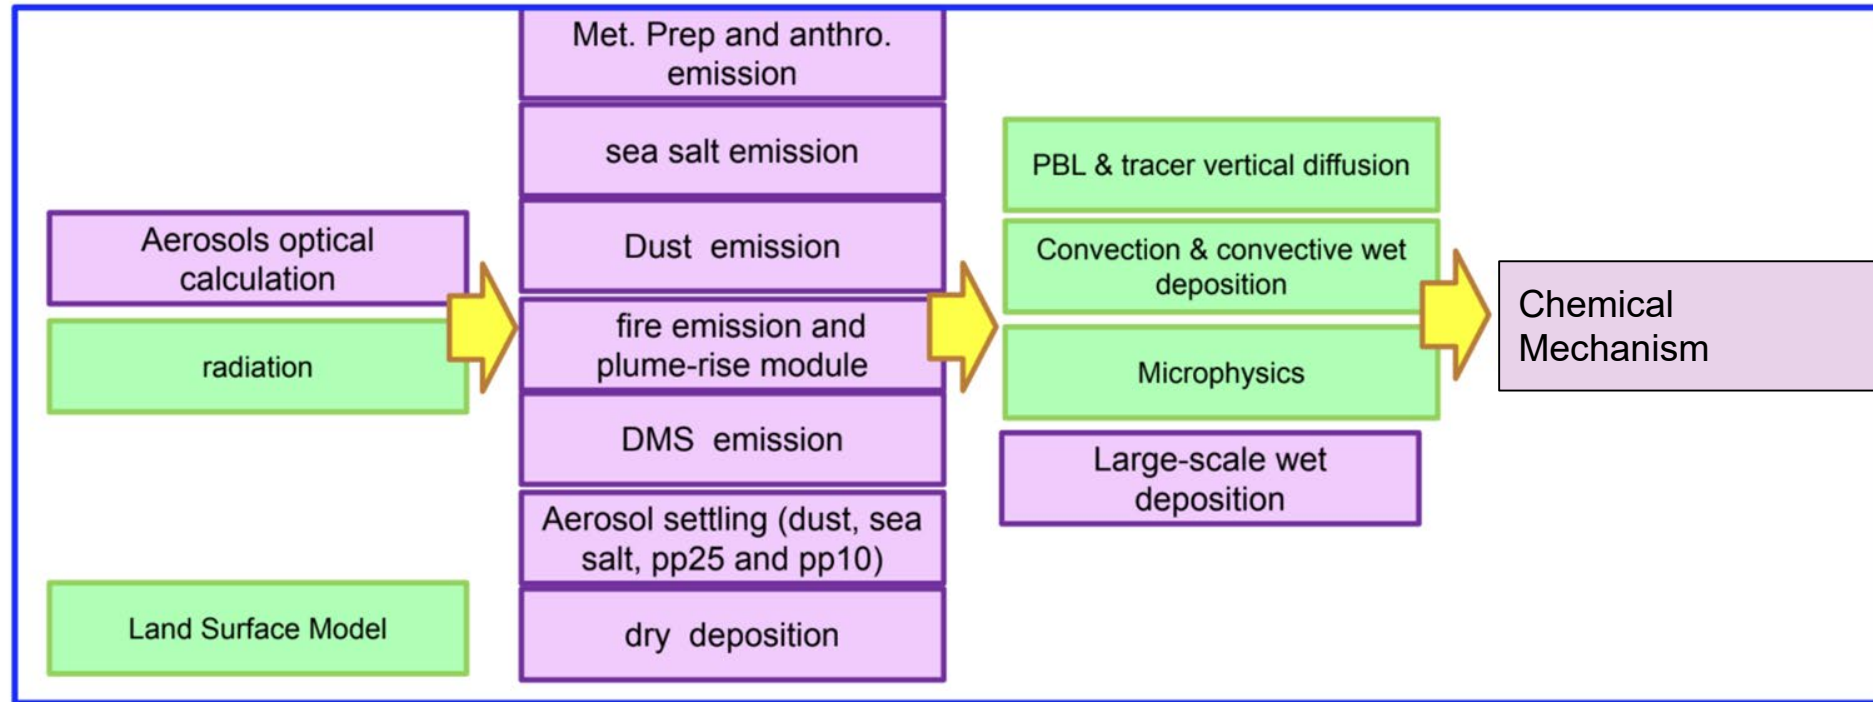 Aerosols optical
calculation
radiation
Land Surface Model
Met. Prep and anthro.
emission
sea salt emission
Dust emission
fire emission and
plume-rise module
DMS emission
Aerosol settling (dust, sea
salt, pp25 and pp10)
dry deposition
PBL & tracer vertical diffusion
Convection & convective wet
deposition
Microphysics
Large-scale wet
deposition
Chemical
Mechanism